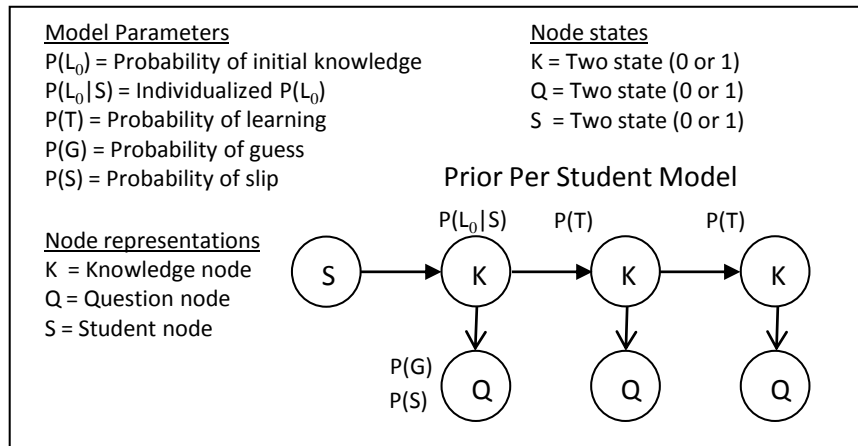 Model Parameters
P(L₀) = Probability of initial knowledge
P(L₀|S) = Individualized P(L₀)
P(T) = Probability of learning
P(G) = Probability of guess
P(S) = Probability of slip
Node states
K = Two state (0 or 1)
Q = Two state (0 or 1)
S = Two state (0 or 1)
Prior Per Student Model
Node representations
K = Knowledge node
Q = Question node
S = Student node
P(L₀|S) P(T) P(T)
S K K K
P(G)
P(S)
Q Q Q